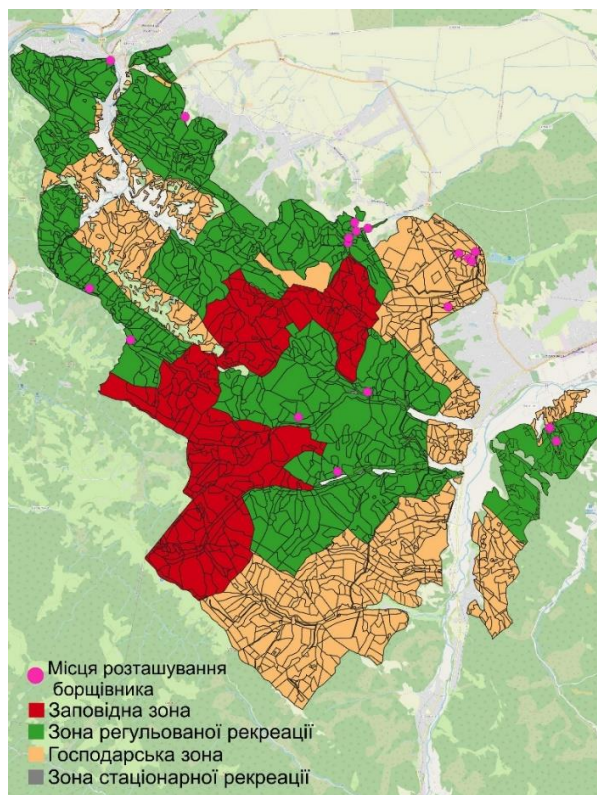 Місця розташування
борщівника
Заповідна зона
Зона регульованої рекреації
Господарська зона
Зона стаціонарної рекреації